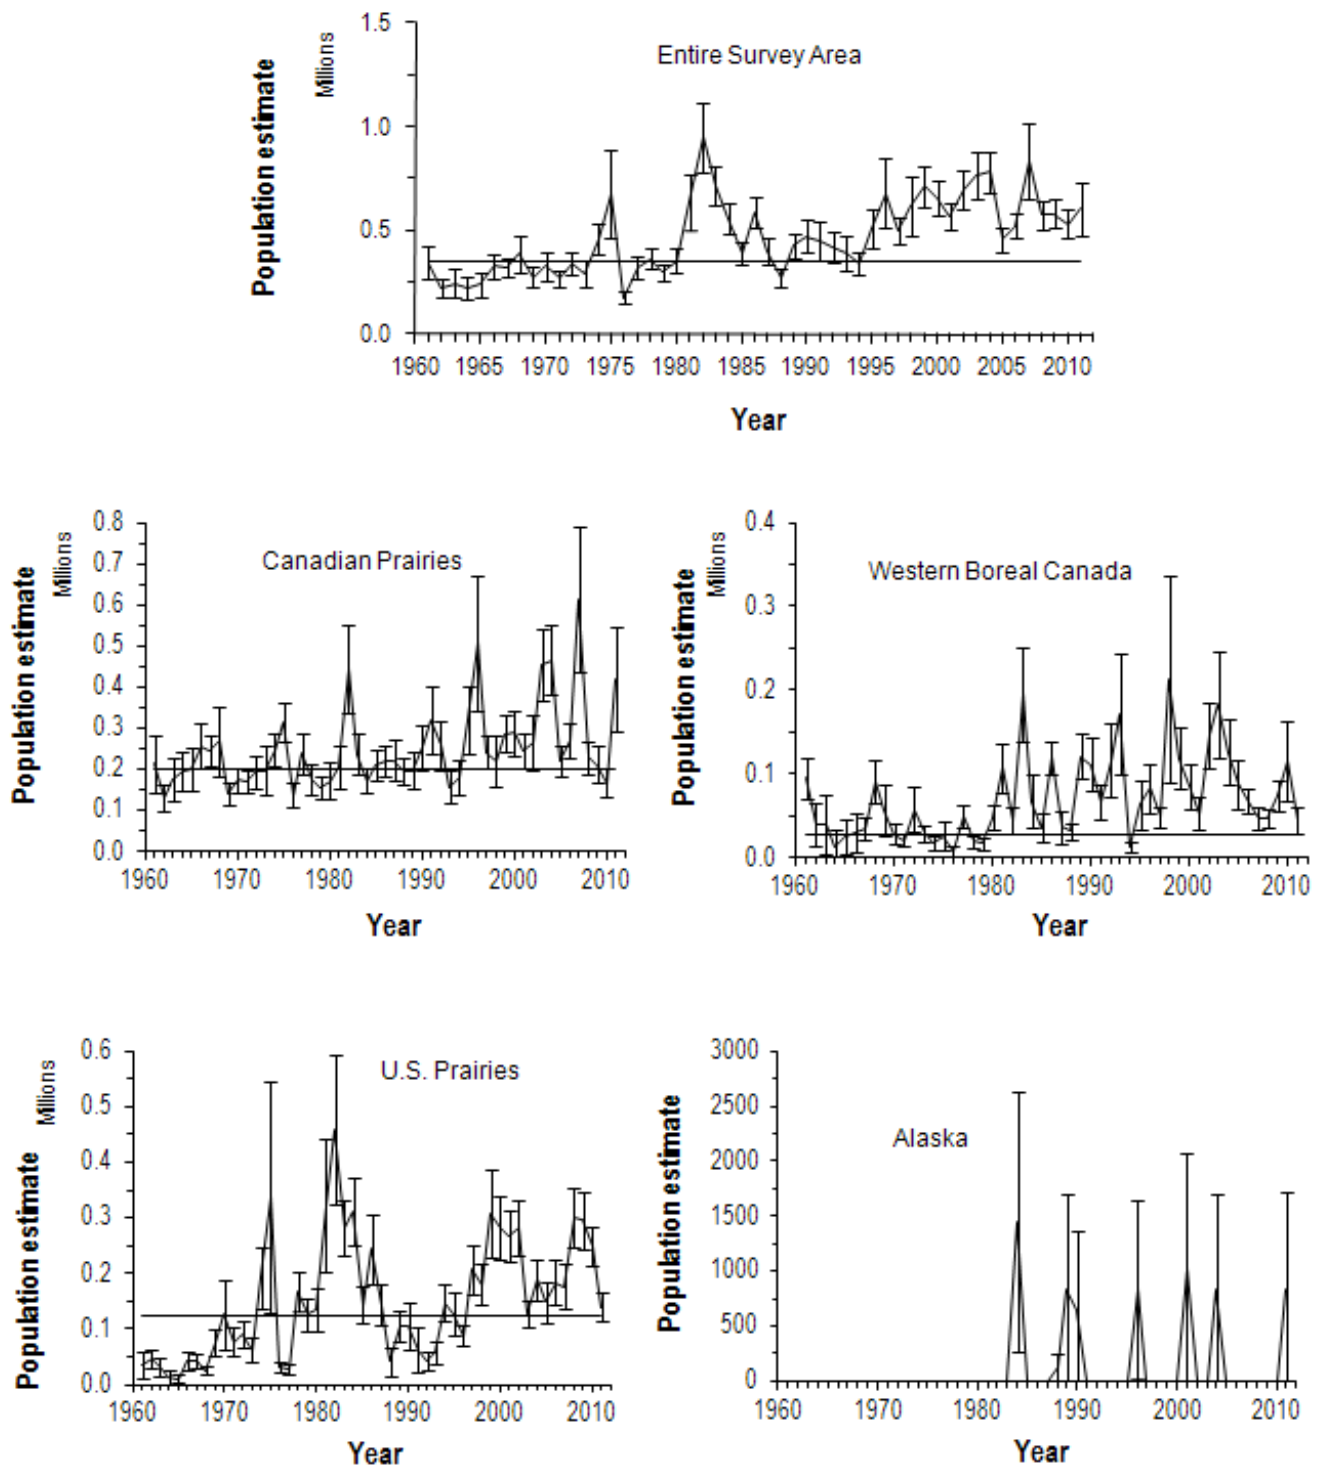 Entire Survey Area
Population estimate
Millions
1.5
1.0
0.5
0.0
1960 1965 1970 1975 1980 1985 1990 1995 2000 2005 2010
Year
Canadian Prairies
Population estimate
Millions
0.8
0.7
0.6
0.5
0.4
0.3
0.2
0.1
0.0
1960 1970 1980 1990 2000 2010
Year
Western Boreal Canada
Population estimate
Millions
0.4
0.3
0.2
0.1
0.0
1960 1970 1980 1990 2000 2010
Year
U.S. Prairies
Population estimate
Millions
0.6
0.5
0.4
0.3
0.2
0.1
0.0
1960 1970 1980 1990 2000 2010
Year
Alaska
Population estimate
3000
2500
2000
1500
1000
500
0
1960 1970 1980 1990 2000 2010
Year